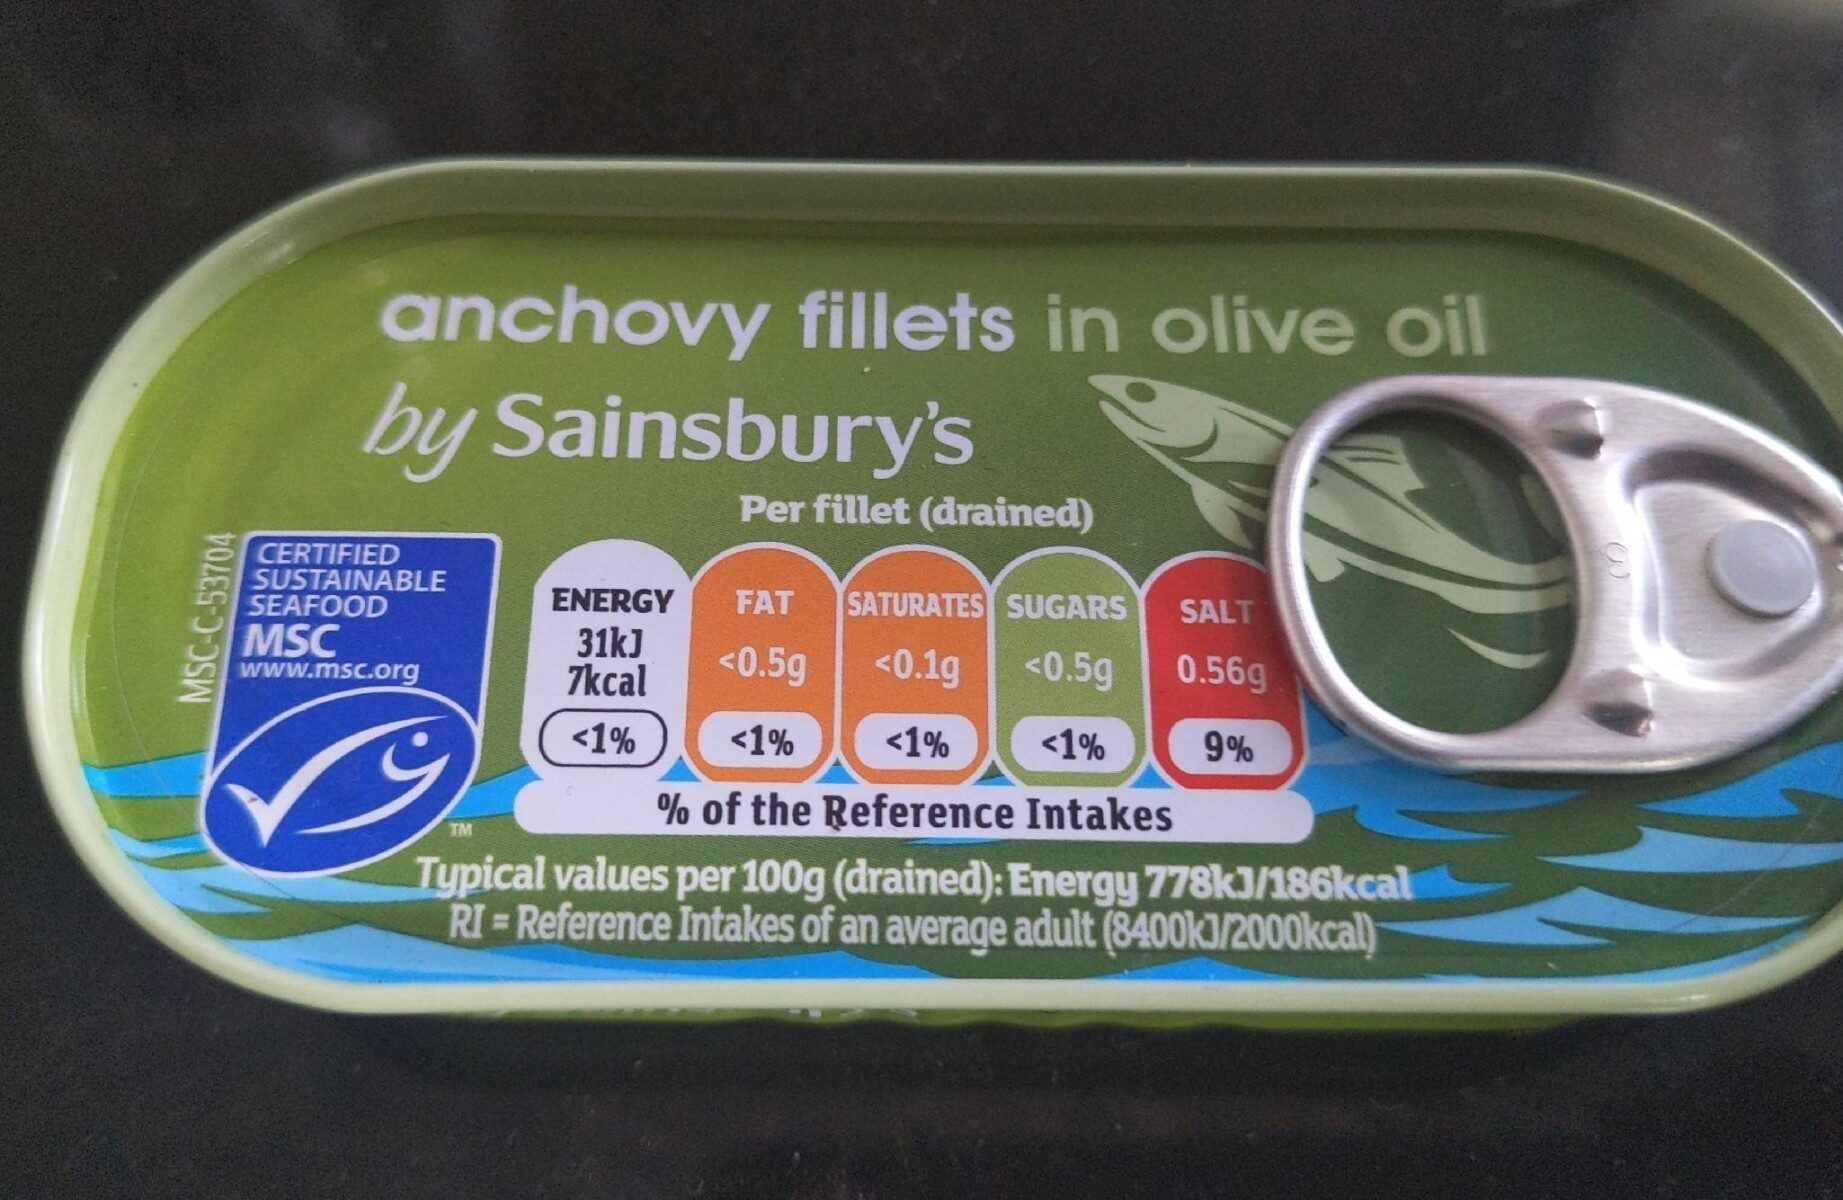 anchovy fillets in olive oil
by Sainsbury's
Per fillet (drained)
MSC-C-53704
CERTIFIED
SUSTAINABLE
SEAFOOD
MSC
www.msc.org
TM
ENERGY
31kJ
7kcal
<1%
FAT
<0.5g
<1%
SATURATES
<0.1g
<1%
SUGARS
<0.5g
<1%
SALT
0.56g
9%
% of the Reference Intakes
Typical values per 100g (drained): Energy 778kJ/186kcal
RI = Reference Intakes of an average adult (8400kJ/2000kcal)